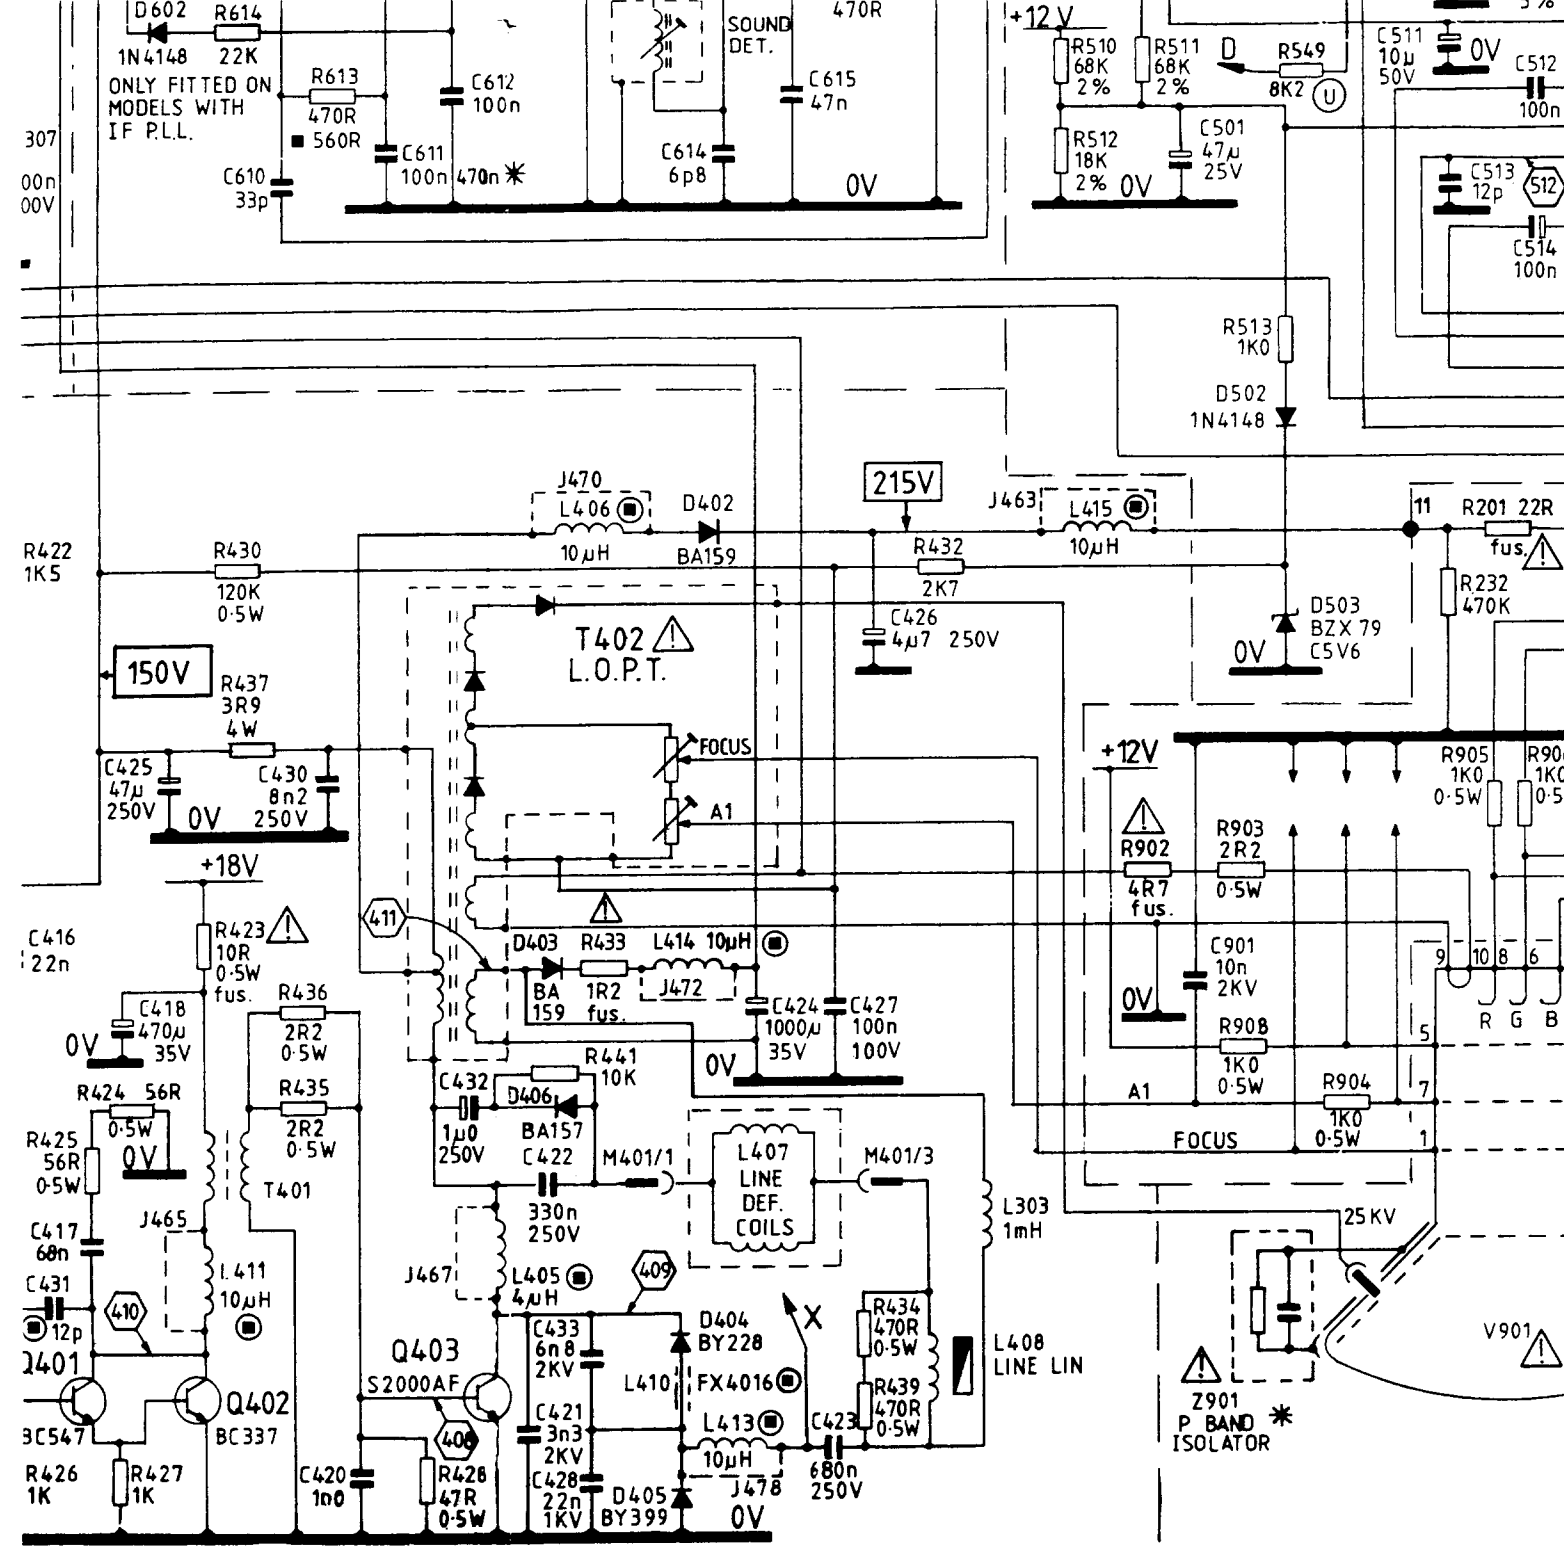 D602
R614
1N4148
22K
ONLY FITTED ON
MODELS WITH
IF P.L.L.
R613
470R
■ 560R
C612
100n
C611
100n 470n *
C610
33p
SOUND
DET.
470R
C615
47n
C614
6p8
0V
+12V
R510
68K
2%
R511
68K
2%
R512
18K
2%
C501
47µ
25V
0V
D
R549
8K2
U
5%
C511
10µ
50V
0V
C512
100n
C513
12p
512
C514
100n
307
00n
00V
R513
1K0
D502
1N4148
J470
L406
10µH
D402
BA159
215V
J463
L415
10µH
11
R201 22R
fus.
R422
1K5
R430
120K
0·5W
R432
2K7
R232
470K
C426
4µ7 250V
D503
BZX79
C5V6
0V
T402
L.O.P.T.
150V
R437
3R9
4W
C425
47µ
250V
C430
8n2
250V
0V
FOCUS
A1
+12V
R905
1K0
0·5W
R90
1K0
0·5
+18V
R902
4R7
fus.
R903
2R2
0·5W
411
R423
10R
0·5W
fus.
C416
22n
D403
BA
159
R433
1R2
fus.
L414 10µH
J472
C424
1000µ
35V
C427
100n
100V
0V
C901
10n
2KV
0V
9
10
8
6
R
G
B
C418
470µ
35V
0V
R436
2R2
0·5W
R435
2R2
0·5W
R908
1K0
0·5W
5
R424 56R
0·5W
0V
R425
56R
0·5W
C432
1µ0
250V
R441
10K
D406
BA157
C422
330n
250V
A1
R904
1K0
0·5W
7
FOCUS
1
M401/1
L407
LINE
DEF.
COILS
M401/3
T401
J465
C417
68n
L411
10µH
C431
12p
410
J467
L405
4µH
409
L303
1mH
25KV
Q401
BC547
Q402
BC337
Q403
S2000AF
408
C433
6n8
2KV
D404
BY228
L410
FX4016
X
R434
470R
0·5W
R439
470R
0·5W
L408
LINE LIN
V901
Z901
P BAND *
ISOLATOR
C421
3n3
2KV
L413
10µH
C423
680n
250V
J478
C428
22n
1KV
D405
BY399
0V
R426
1K
R427
1K
C420
1n0
R428
47R
0·5W